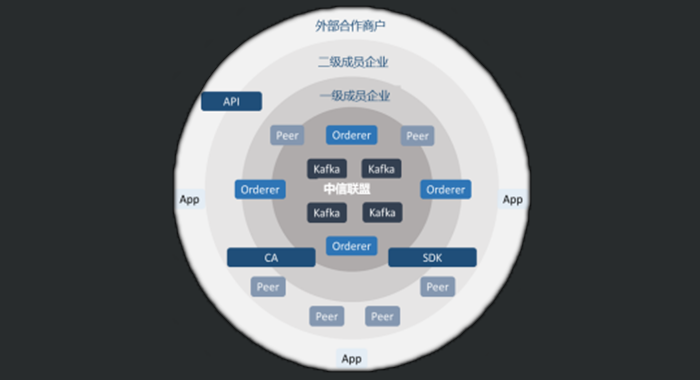 外部合作商户
二级成员企业
一级成员企业
API
Peer
Orderer
Peer
Kafka
Kafka
中信联盟
Orderer
Orderer
App
App
Kafka
Kafka
Orderer
CA
SDK
Peer
Peer
Peer
Peer
App